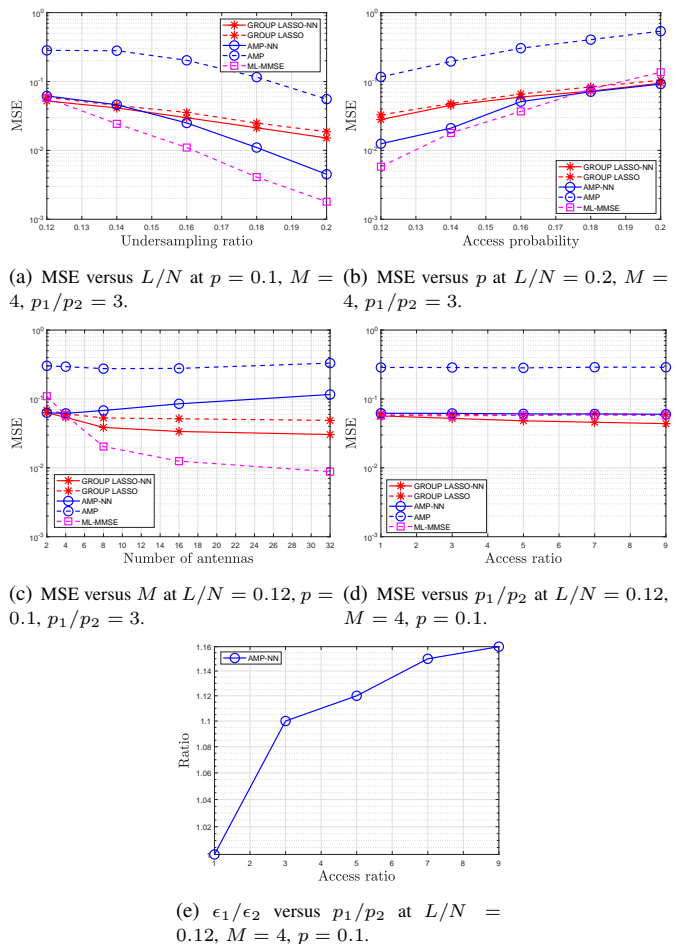 10^0
10^-1
10^-2
10^-3
MSE
GROUP LASSO-NN
GROUP LASSO
AMP-NN
AMP
ML-MMSE
0.12 0.13 0.14 0.15 0.16 0.17 0.18 0.19 0.2
Undersampling ratio
(a) MSE versus L/N at p = 0.1, M =
4, p₁/p₂ = 3.
10^0
10^-1
10^-2
10^-3
MSE
GROUP LASSO-NN
GROUP LASSO
AMP-NN
AMP
ML-MMSE
0.12 0.13 0.14 0.15 0.16 0.17 0.18 0.19 0.2
Access probability
(b) MSE versus p at L/N = 0.2, M =
4, p₁/p₂ = 3.
10^0
10^-1
10^-2
10^-3
MSE
GROUP LASSO-NN
GROUP LASSO
AMP-NN
AMP
ML-MMSE
2 4 6 8 10 12 14 16 18 20 22 24 26 28 30 32
Number of antennas
(c) MSE versus M at L/N = 0.12, p =
0.1, p₁/p₂ = 3.
10^0
10^-1
10^-2
10^-3
MSE
GROUP LASSO-NN
GROUP LASSO
AMP-NN
AMP
ML-MMSE
1 2 3 4 5 6 7 8 9
Access ratio
(d) MSE versus p₁/p₂ at L/N = 0.12,
M = 4, p = 0.1.
1.16
1.14
1.12
1.1
1.08
1.06
1.04
1.02
1
Ratio
AMP-NN
1 2 3 4 5 6 7 8 9
Access ratio
(e) ϵ₁/ϵ₂ versus p₁/p₂ at L/N =
0.12, M = 4, p = 0.1.